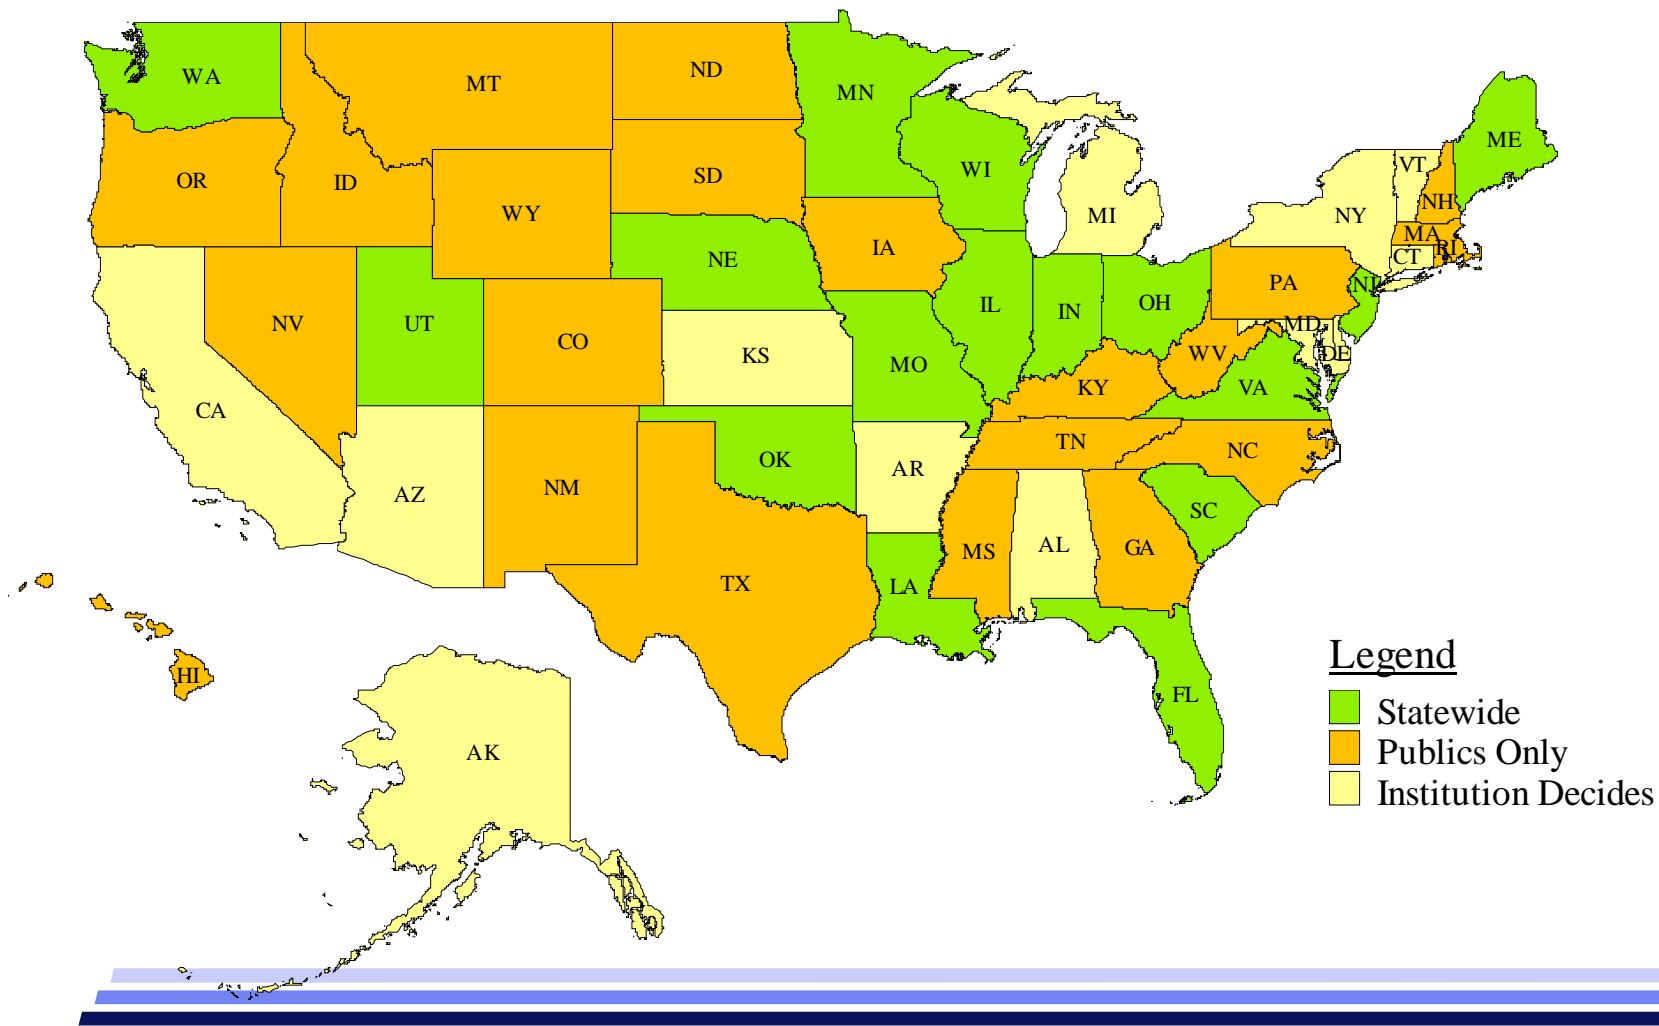 WA
MT
ND
MN
ME
OR
ID
SD
WI
VT
NH
WY
MI
NY
MA
RI
IA
CT
NE
PA
NJ
NV
UT
CO
IL
IN
OH
MD
KS
MO
WV
DE
CA
KY
VA
AZ
NM
OK
AR
TN
NC
SC
MS
AL
GA
TX
LA
HI
FL
AK
Legend
Statewide
Publics Only
Institution Decides